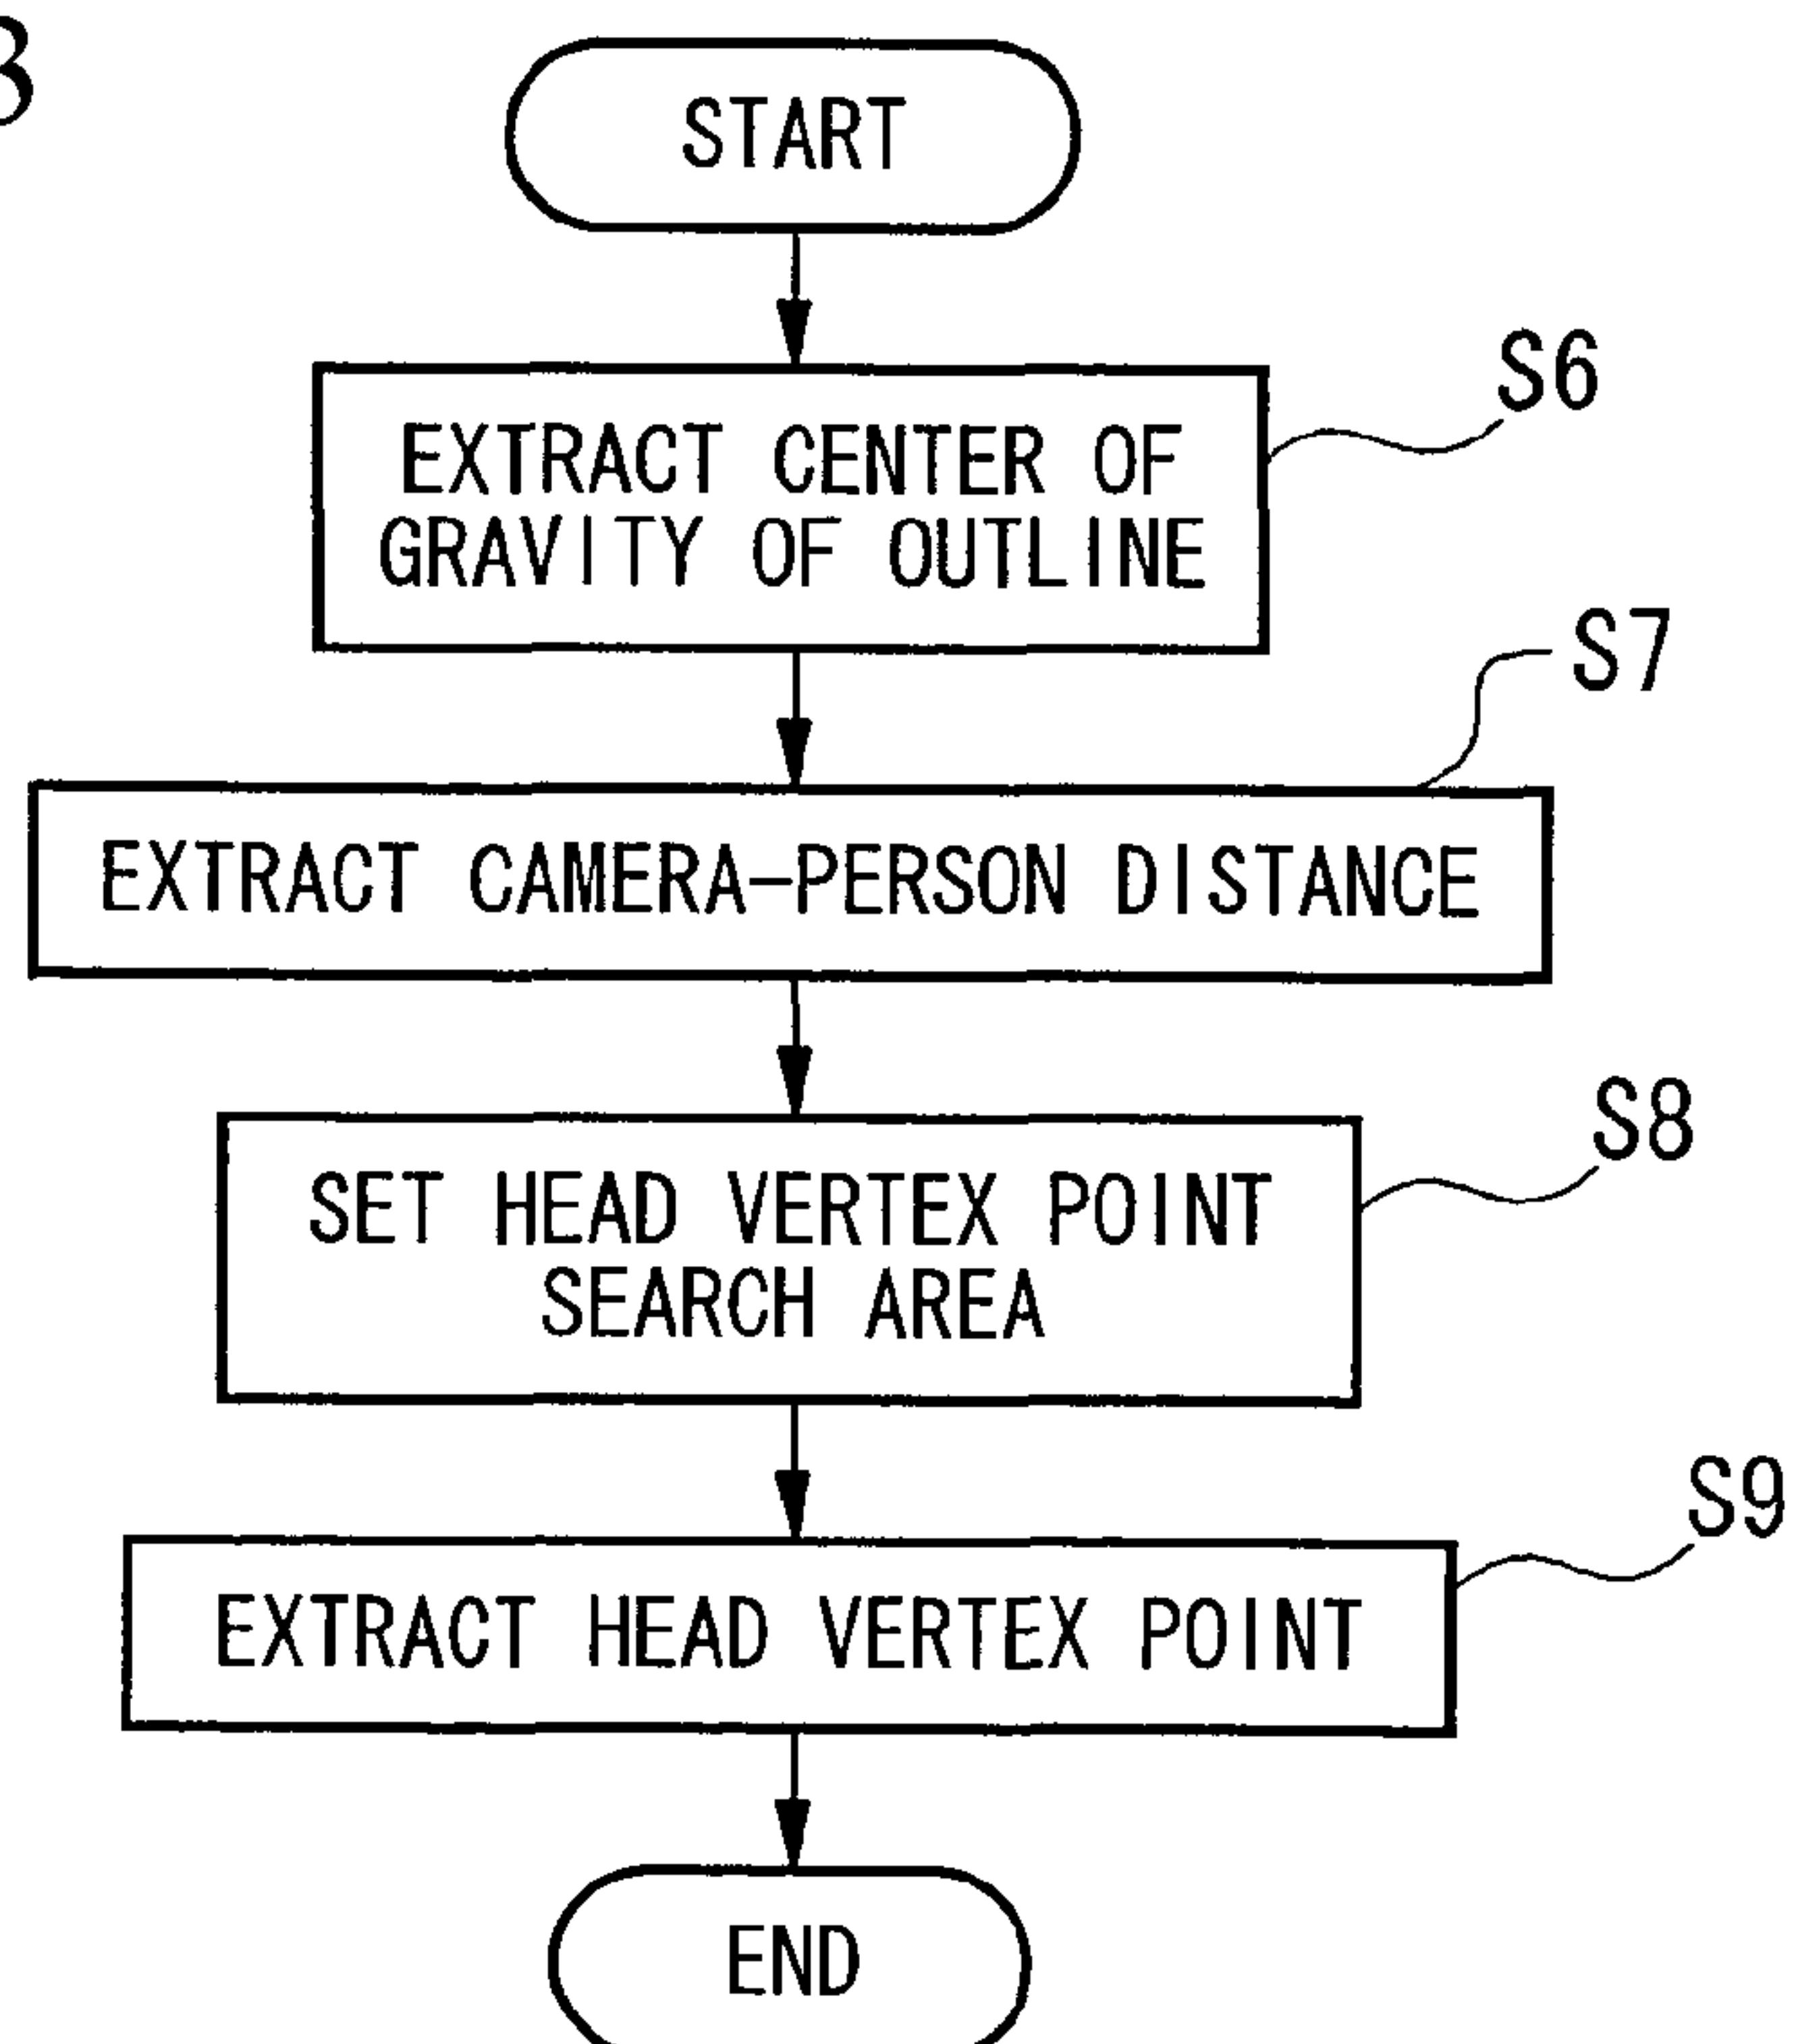 3
START
S6
EXTRACT CENTER OF
GRAVITY OF OUTLINE
S7
EXTRACT CAMERA-PERSON DISTANCE
S8
SET HEAD VERTEX POINT
SEARCH AREA
S9
EXTRACT HEAD VERTEX POINT
END